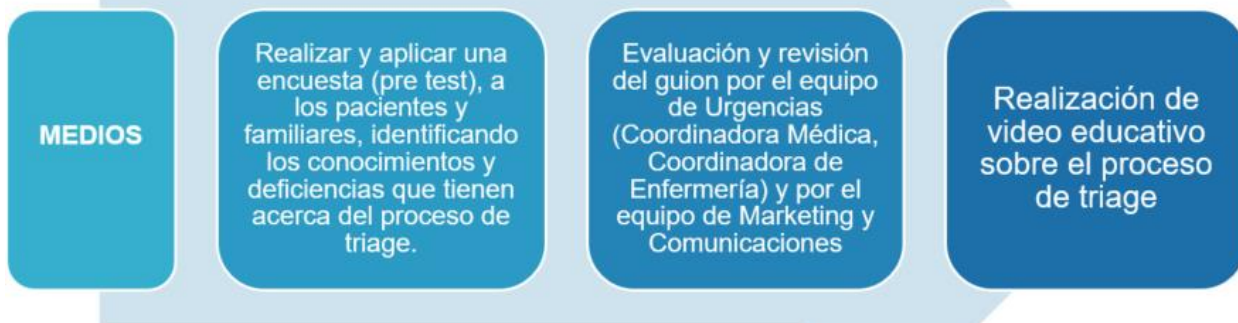 MEDIOS
Realizar y aplicar una
encuesta (pre test), a
los pacientes y
familiares, identificando
los conocimientos y
deficiencias que tienen
acerca del proceso de
triage.
Evaluación y revisión
del guion por el equipo
de Urgencias
(Coordinadora Médica,
Coordinadora de
Enfermería) y por el
equipo de Marketing y
Comunicaciones
Realización de
video educativo
sobre el proceso
de triage